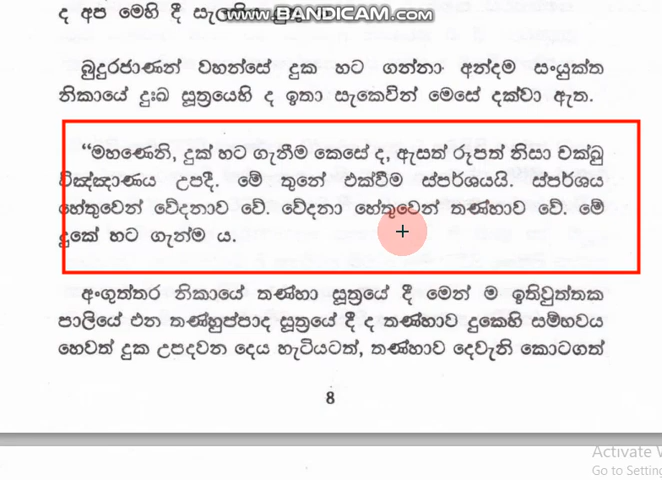 ද අප මෙහි දී සැලකිය
www.BANDICAM.com
බුදුරජාණන් වහන්සේ දුක හට ගන්නා අන්දම සංයුක්ත
නිකායේ දුඃඛ සූත්‍රයෙහි ද ඉතා සැකෙවින් මෙසේ දක්වා ඇත.
“මහණෙනි, දුක් හට ගැනීම කෙසේ ද, ඇසත් රූපත් නිසා චක්ඛු
විඤ්ඤාණය උපදී. මේ තුනේ එක්වීම ස්පර්ශයයි. ස්පර්ශය
හේතුවෙන් වේදනාව වේ. වේදනා හේතුවෙන් තණ්හාව වේ. මේ
දුකේ හට ගැන්ම ය.
අංගුත්තර නිකායේ තණ්හා සූත්‍රයේ දී මෙන් ම ඉතිවුත්තක
පාලියේ එන තණ්හුප්පාද සූත්‍රයේ දී ද තණ්හාව දුකෙහි සම්භවය
හෙවත් දුක උපදවන දෙය හැටියටත්, තණ්හාව දෙවැනි කොටගත්
8
Activate
Go to Setting